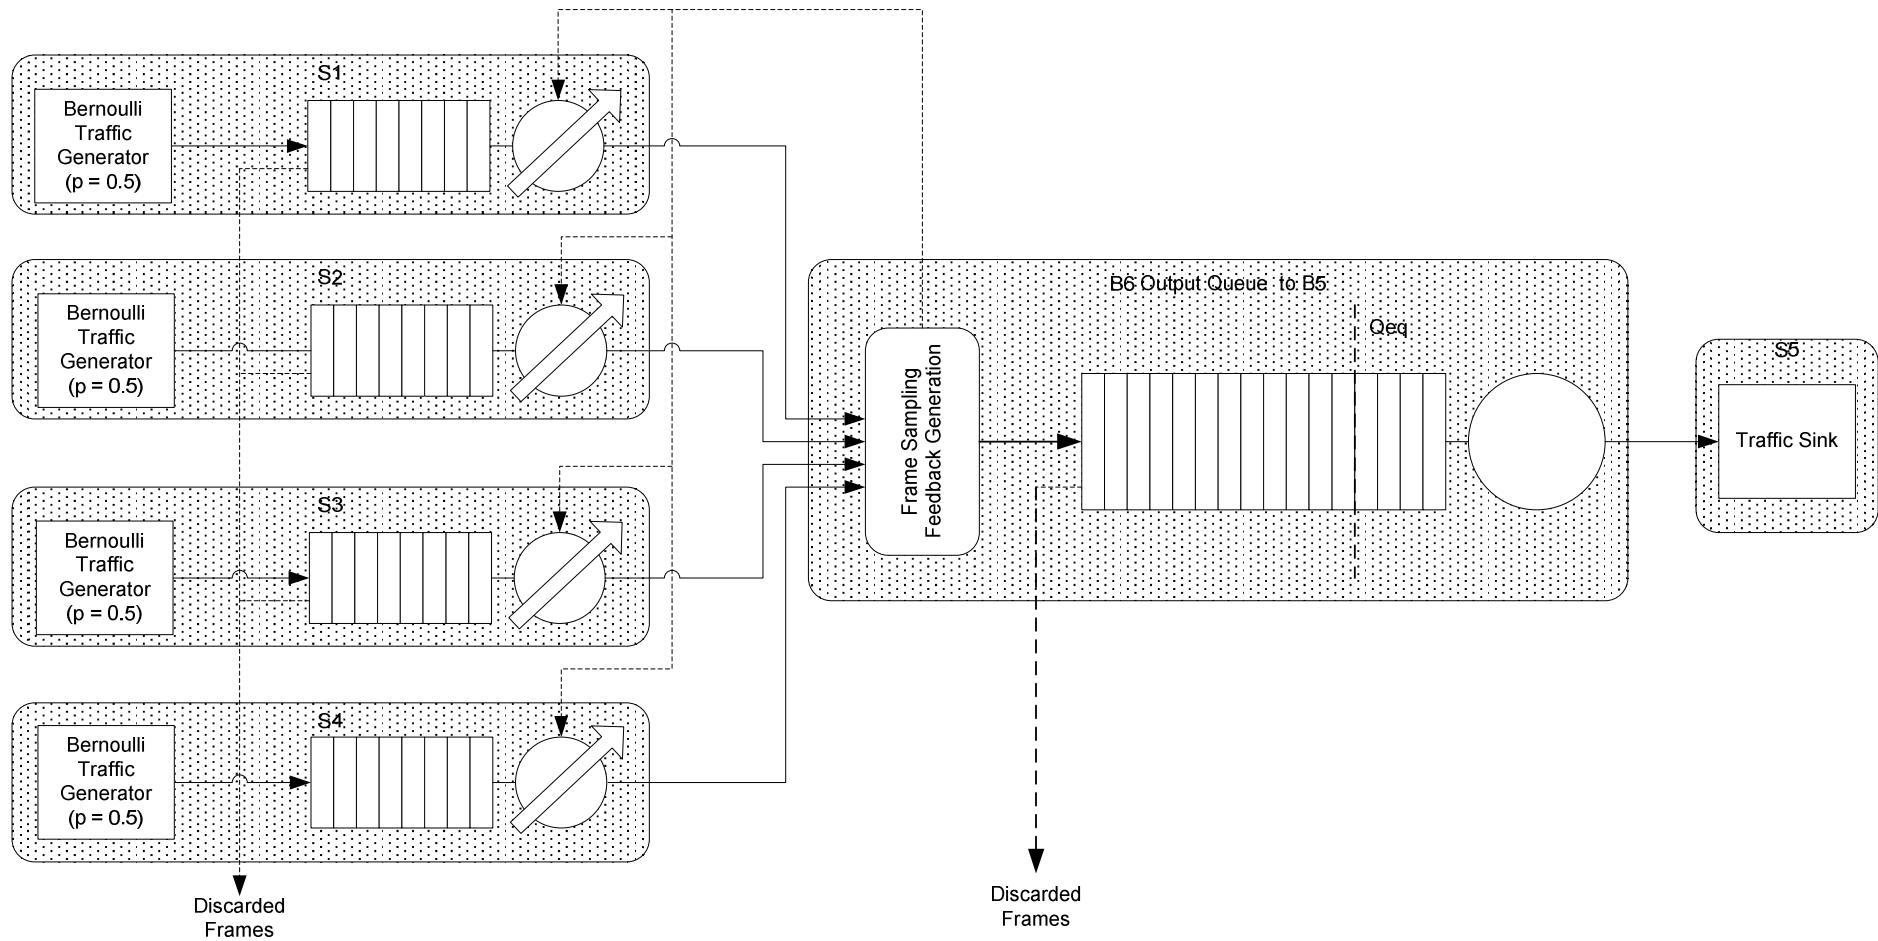 S1
Bernoulli
Traffic
Generator
(p = 0.5)
S2
Bernoulli
Traffic
Generator
(p = 0.5)
S3
Bernoulli
Traffic
Generator
(p = 0.5)
S4
Bernoulli
Traffic
Generator
(p = 0.5)
Discarded
Frames
B6 Output Queue to B5
Frame Sampling
Feedback Generation
Qeq
Discarded
Frames
S5
Traffic Sink